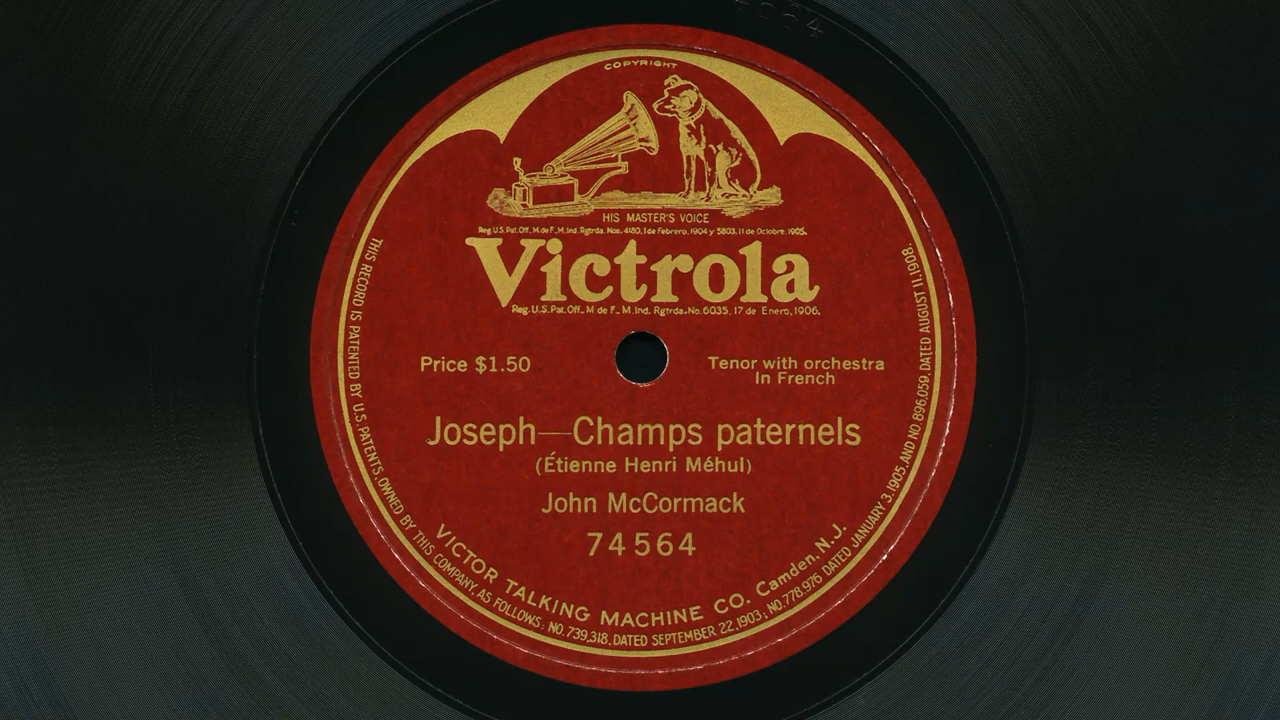 COPYRIGHT
HIS MASTER'S VOICE
Reg. U.S. Pat. Off., M. de F., M. Ind. Rgtrda. Nos. 4180, 1 de Febrero, 1904 y 5803, 11 de Octobre, 1905.
Victrola
Reg. U.S. Pat. Off., M. de F., M. Ind. Rgtrda. No. 6035, 17 de Enero, 1906.
Price $1.50
Tenor with orchestra
In French
Joseph—Champs paternels
(Étienne Henri Méhul)
John McCormack
74564
VICTOR TALKING MACHINE CO. Camden. N.J.
THIS RECORD IS PATENTED BY U.S. PATENTS, OWNED BY THIS COMPANY, AS FOLLOWS: NO. 739,318, DATED SEPTEMBER 22, 1903; NO. 778,976 DATED JANUARY 3, 1905, AND NO. 896,059, DATED AUGUST 11, 1908.